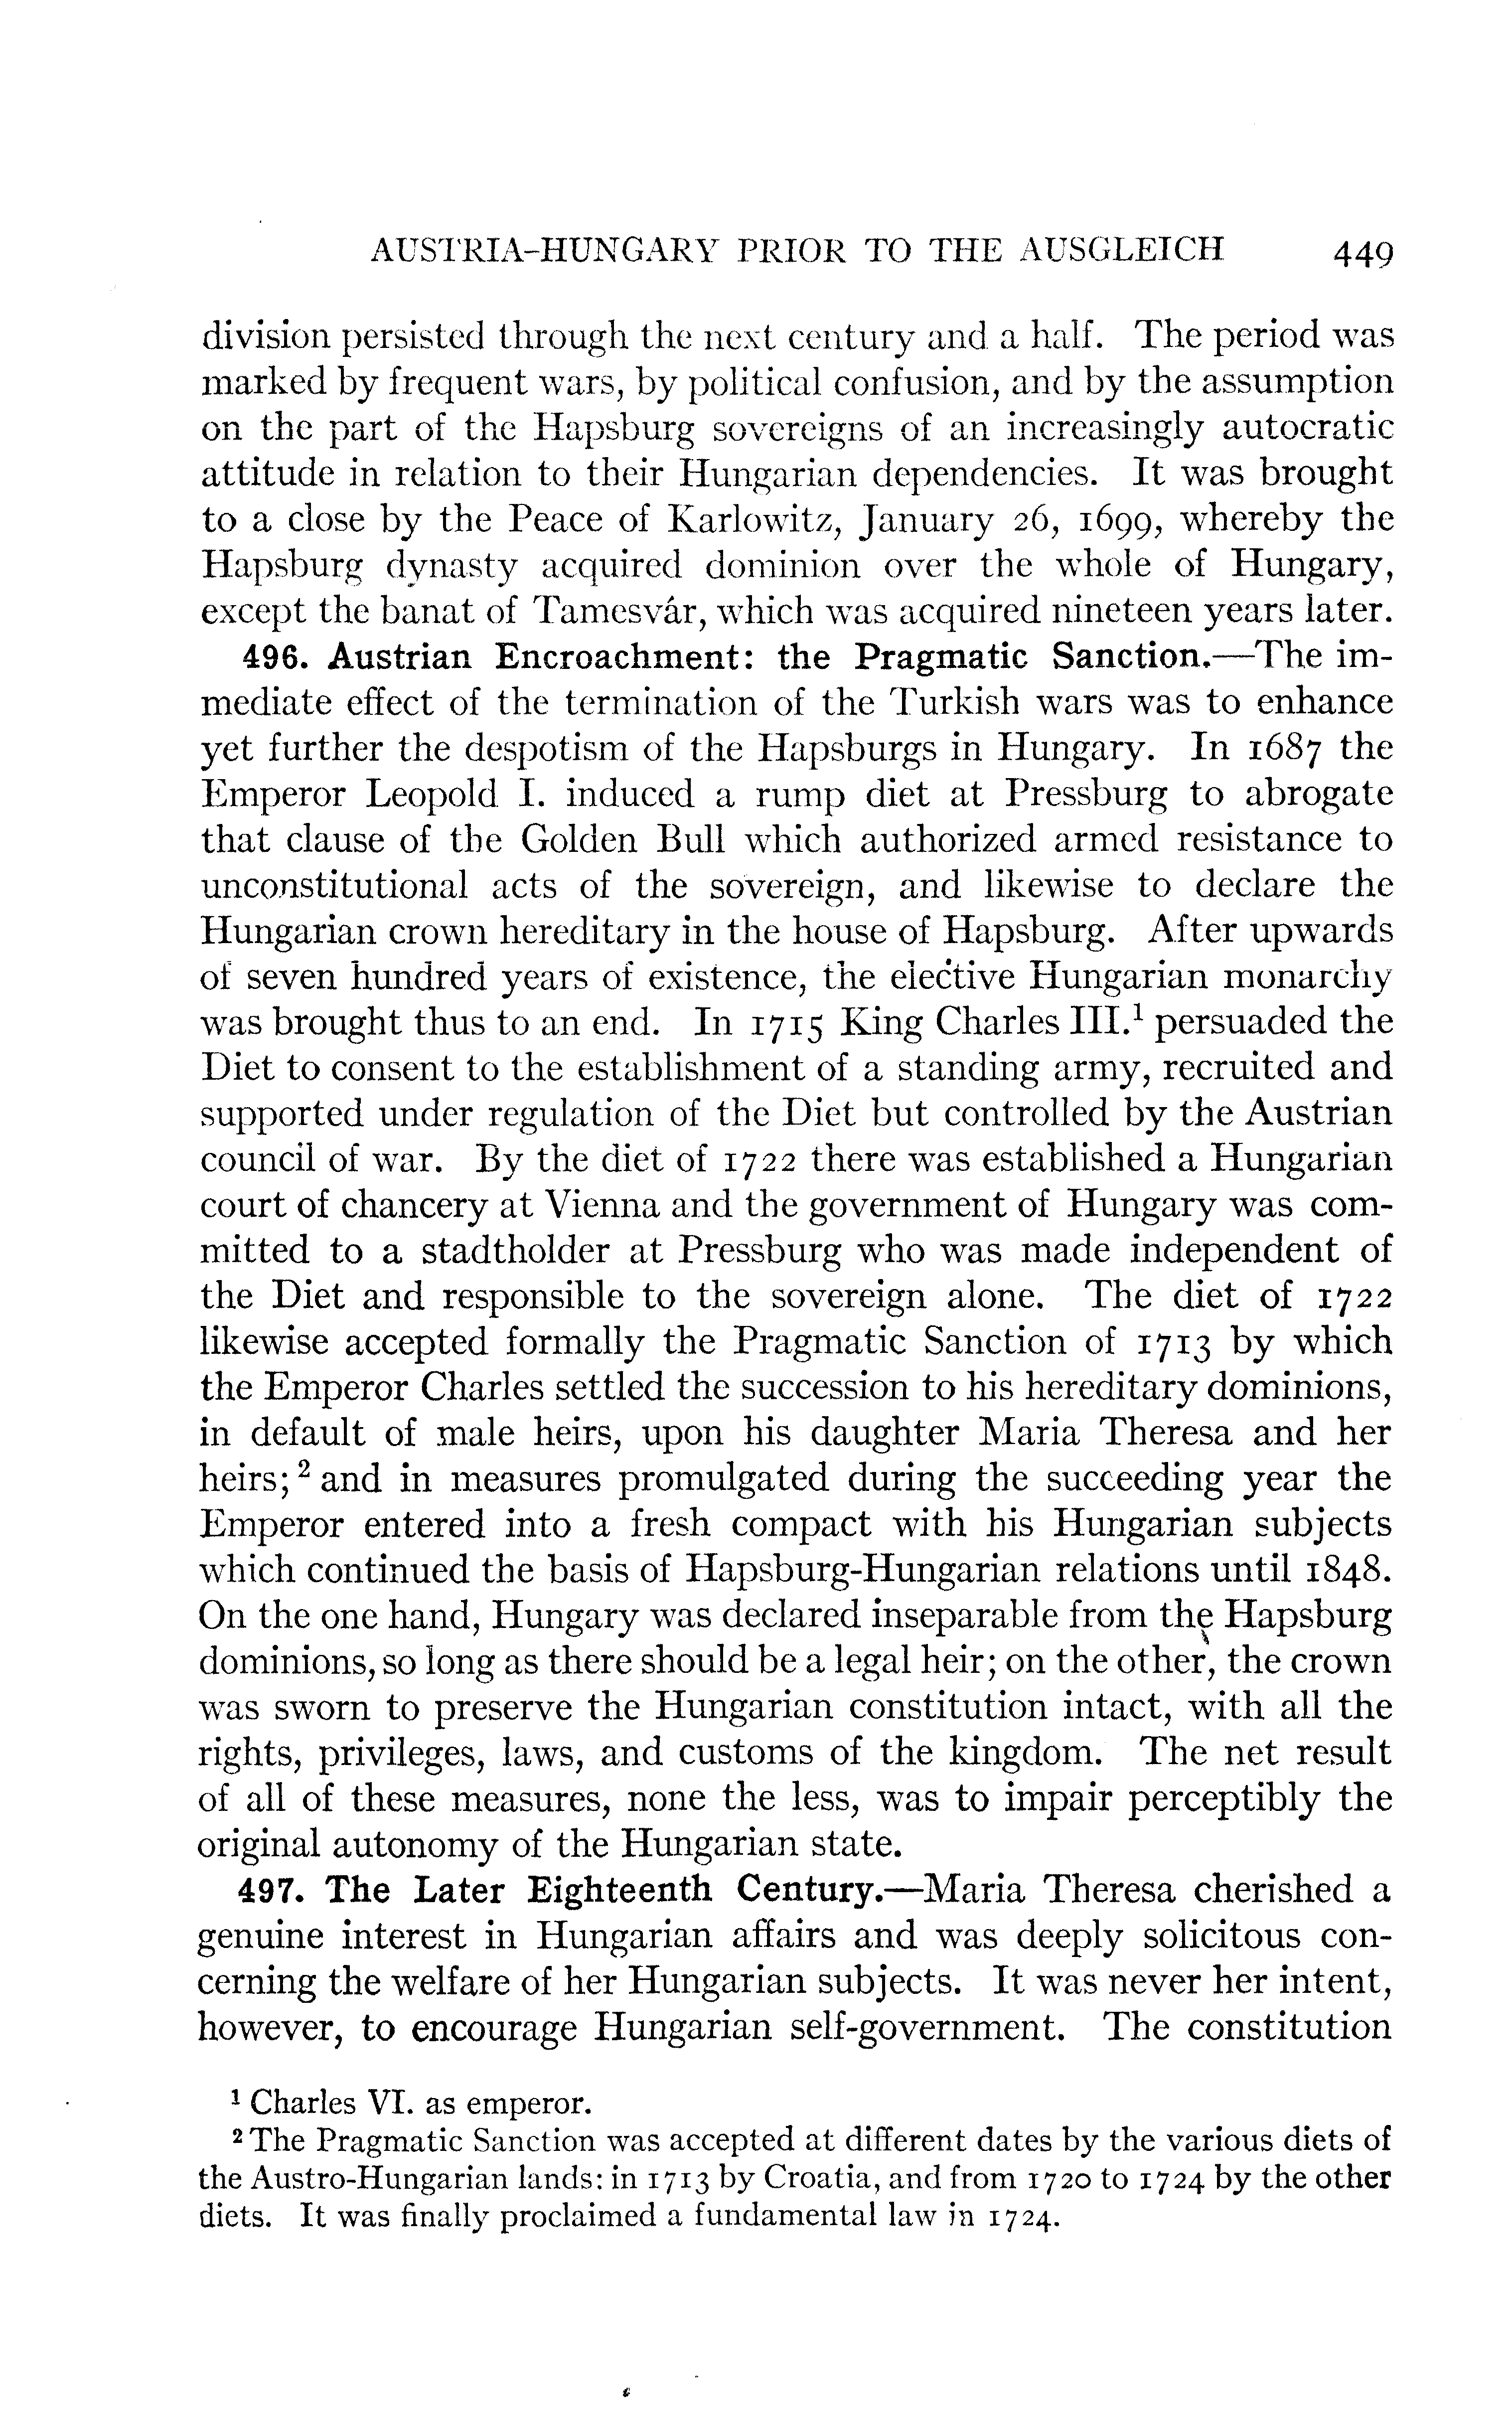 AUSTRIA-HUNGARY PRIOR TO THE AUSGLEICH 449
division persisted through the next century and a half. The period was
marked by frequent wars, by political confusion, and by the assumption
on the part of the Hapsburg sovereigns of an increasingly autocratic
attitude in relation to their Hungarian dependencies. It was brought
to a close by the Peace of Karlowitz, January 26, 1699, whereby the
Hapsburg dynasty acquired dominion over the whole of Hungary,
except the banat of Tamesvár, which was acquired nineteen years later.
496. Austrian Encroachment: the Pragmatic Sanction.—The im-
mediate effect of the termination of the Turkish wars was to enhance
yet further the despotism of the Hapsburgs in Hungary. In 1687 the
Emperor Leopold I. induced a rump diet at Pressburg to abrogate
that clause of the Golden Bull which authorized armed resistance to
unconstitutional acts of the sovereign, and likewise to declare the
Hungarian crown hereditary in the house of Hapsburg. After upwards
of seven hundred years of existence, the elective Hungarian monarchy
was brought thus to an end. In 1715 King Charles III.¹ persuaded the
Diet to consent to the establishment of a standing army, recruited and
supported under regulation of the Diet but controlled by the Austrian
council of war. By the diet of 1722 there was established a Hungarian
court of chancery at Vienna and the government of Hungary was com-
mitted to a stadtholder at Pressburg who was made independent of
the Diet and responsible to the sovereign alone. The diet of 1722
likewise accepted formally the Pragmatic Sanction of 1713 by which
the Emperor Charles settled the succession to his hereditary dominions,
in default of male heirs, upon his daughter Maria Theresa and her
heirs; ² and in measures promulgated during the succeeding year the
Emperor entered into a fresh compact with his Hungarian subjects
which continued the basis of Hapsburg-Hungarian relations until 1848.
On the one hand, Hungary was declared inseparable from the Hapsburg
dominions, so long as there should be a legal heir; on the other, the crown
was sworn to preserve the Hungarian constitution intact, with all the
rights, privileges, laws, and customs of the kingdom. The net result
of all of these measures, none the less, was to impair perceptibly the
original autonomy of the Hungarian state.
497. The Later Eighteenth Century.—Maria Theresa cherished a
genuine interest in Hungarian affairs and was deeply solicitous con-
cerning the welfare of her Hungarian subjects. It was never her intent,
however, to encourage Hungarian self-government. The constitution
¹ Charles VI. as emperor.
² The Pragmatic Sanction was accepted at different dates by the various diets of
the Austro-Hungarian lands: in 1713 by Croatia, and from 1720 to 1724 by the other
diets. It was finally proclaimed a fundamental law in 1724.